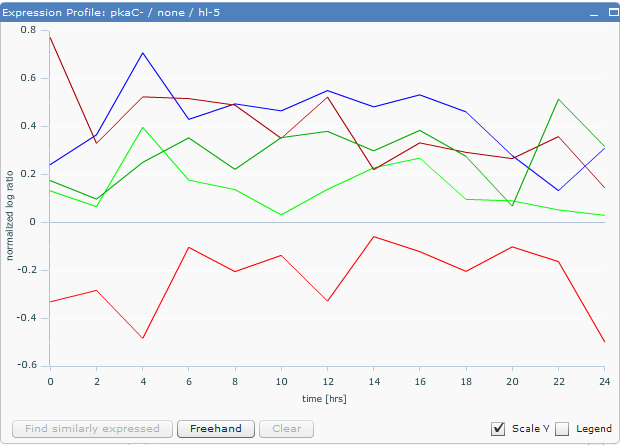 Expression Profile: pkaC- / none / hl-5
0.8
0.6
0.4
0.2
0
-0.2
-0.4
-0.6
normalized log ratio
0 2 4 6 8 10 12 14 16 18 20 22 24
time [hrs]
Find similarly expressed Freehand Clear Scale Y Legend